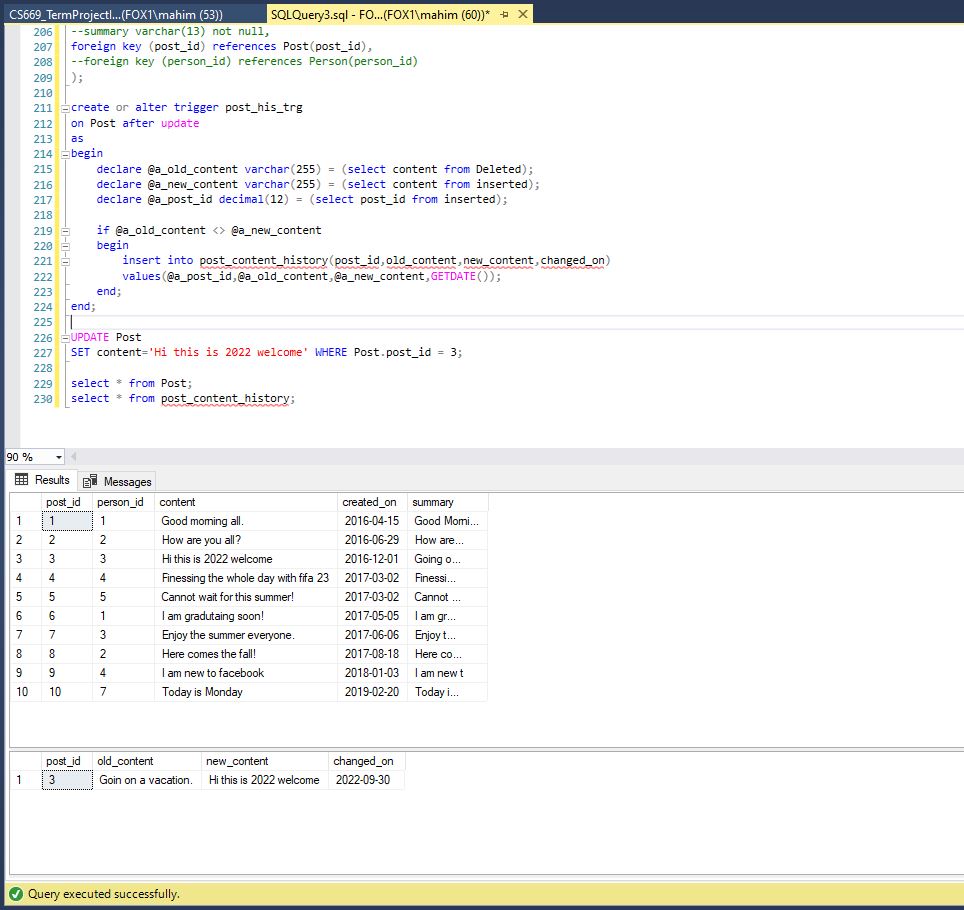 CS669_TermProjectI...(FOX1\mahim (53)) SQLQuery3.sql - FO...(FOX1\mahim (60))*
206 --summary varchar(13) not null,
207 foreign key (post_id) references Post(post_id),
208 --foreign key (person_id) references Person(person_id)
209 );
210
211 create or alter trigger post_his_trg
212 on Post after update
213 as
214 begin
215 declare @a_old_content varchar(255) = (select content from Deleted);
216 declare @a_new_content varchar(255) = (select content from inserted);
217 declare @a_post_id decimal(12) = (select post_id from inserted);
218
219 if @a_old_content <> @a_new_content
220 begin
221 insert into post_content_history(post_id,old_content,new_content,changed_on)
222 values(@a_post_id,@a_old_content,@a_new_content,GETDATE());
223 end;
224 end;
225
226 UPDATE Post
227 SET content='Hi this is 2022 welcome' WHERE Post.post_id = 3;
228
229 select * from Post;
230 select * from post_content_history;
90 %
Results Messages
post_id person_id content created_on summary
1 1 1 Good morning all. 2016-04-15 Good Morni...
2 2 2 How are you all? 2016-06-29 How are...
3 3 3 Hi this is 2022 welcome 2016-12-01 Going o...
4 4 4 Finessing the whole day with fifa 23 2017-03-02 Finessi...
5 5 5 Cannot wait for this summer! 2017-03-02 Cannot ...
6 6 1 I am gradutaing soon! 2017-05-05 I am gr...
7 7 3 Enjoy the summer everyone. 2017-06-06 Enjoy t...
8 8 2 Here comes the fall! 2017-08-18 Here co...
9 9 4 I am new to facebook 2018-01-03 I am new t
10 10 7 Today is Monday 2019-02-20 Today i...
post_id old_content new_content changed_on
1 3 Goin on a vacation. Hi this is 2022 welcome 2022-09-30
Query executed successfully.